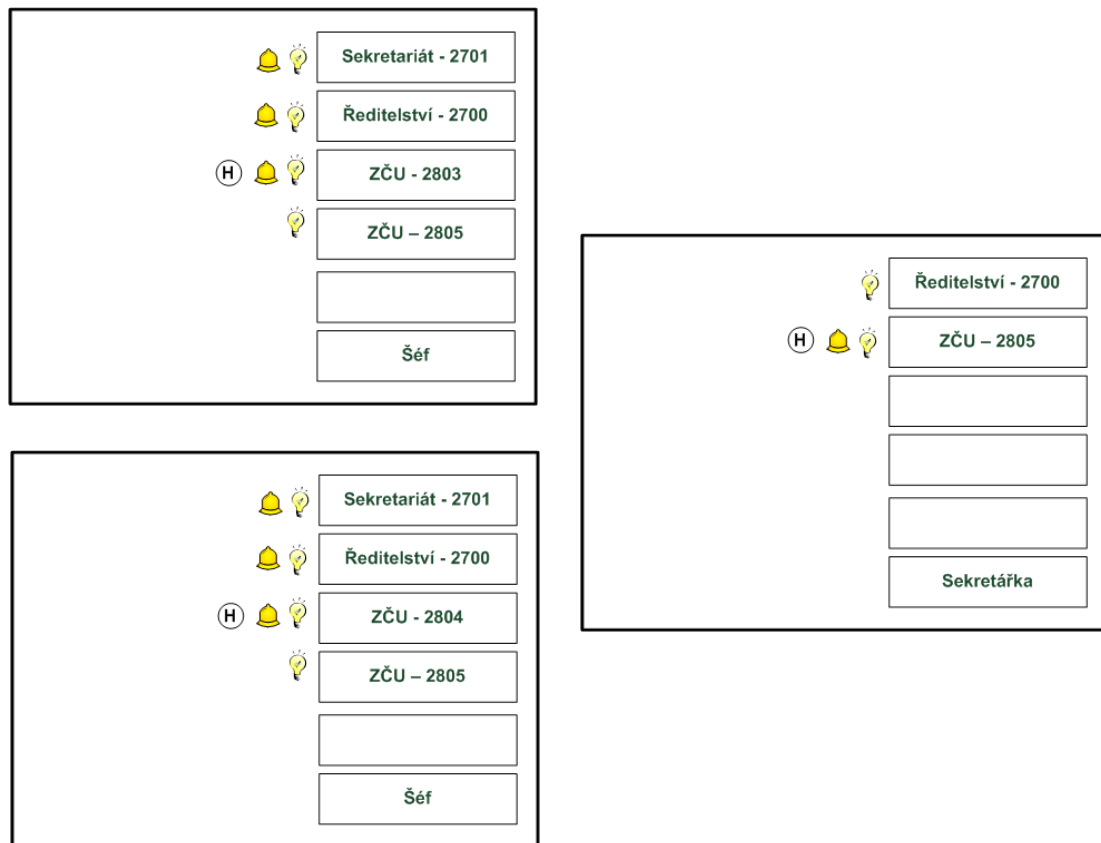 Sekretariát - 2701
Ředitelství - 2700
H
ZČU - 2803
ZČU – 2805
Šéf
Sekretariát - 2701
Ředitelství - 2700
H
ZČU - 2804
ZČU – 2805
Šéf
Ředitelství - 2700
H
ZČU – 2805
Sekretářka